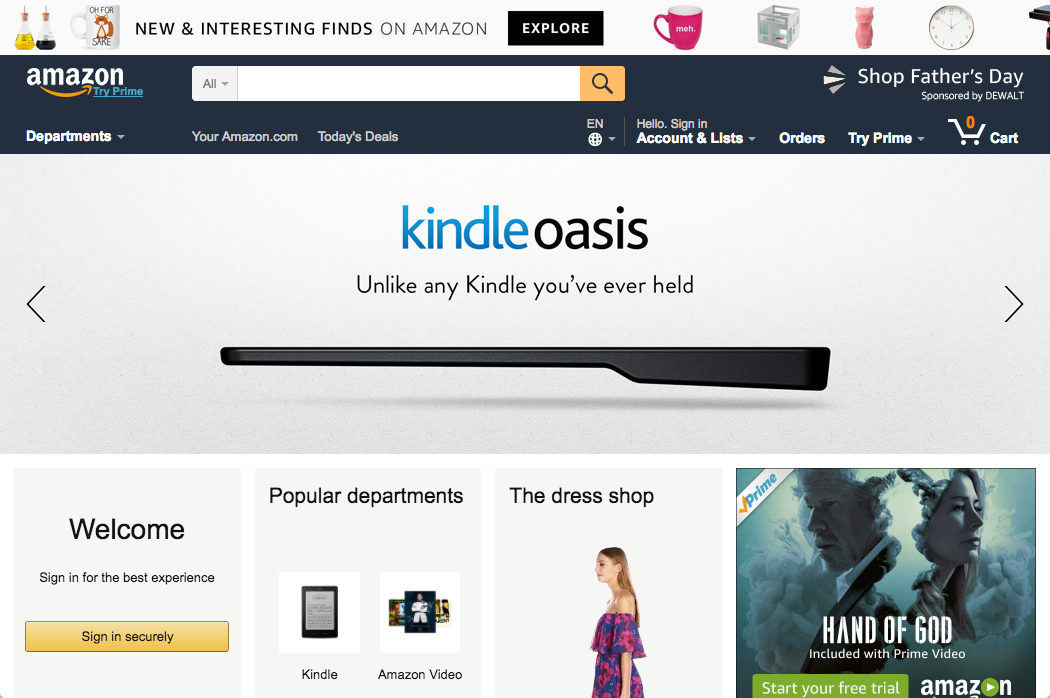 OH FOR
SAKE
NEW & INTERESTING FINDS ON AMAZON
EXPLORE
meh.
amazon
Try Prime
All
Shop Father's Day
Sponsored by DEWALT
Departments
Your Amazon.com
Today's Deals
EN
Hello. Sign in
Account & Lists
Orders
Try Prime
0
Cart
kindle oasis
Unlike any Kindle you've ever held
Welcome
Sign in for the best experience
Sign in securely
Popular departments
Kindle
Amazon Video
The dress shop
Prime
HAND OF GOD
Included with Prime Video
Start your free trial
amazon